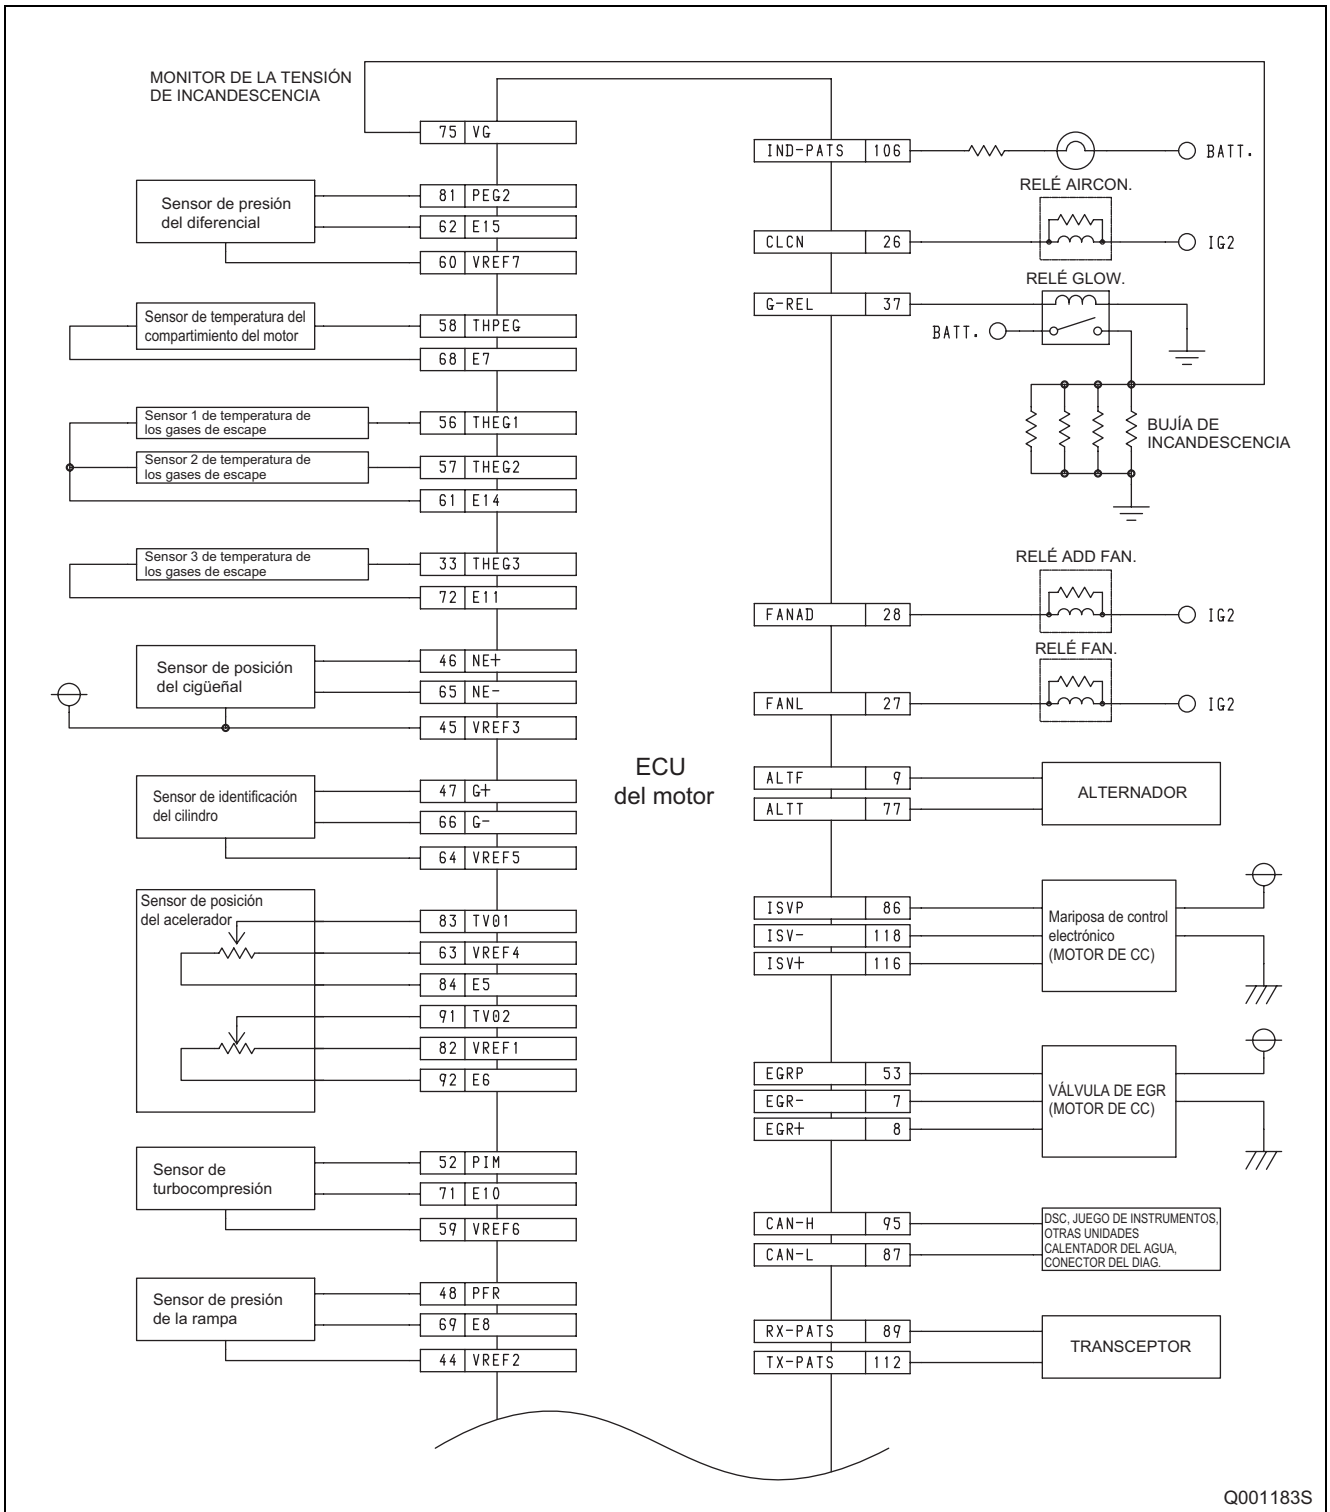 MONITOR DE LA TENSIÓN
DE INCANDESCENCIA
75 VG
Sensor de presión
del diferencial
81 PEG2
62 E15
60 VREF7
Sensor de temperatura del
compartimiento del motor
58 THPEG
68 E7
Sensor 1 de temperatura de
los gases de escape
56 THEG1
Sensor 2 de temperatura de
los gases de escape
57 THEG2
61 E14
Sensor 3 de temperatura de
los gases de escape
33 THEG3
72 E11
Sensor de posición
del cigüeñal
46 NE+
65 NE-
45 VREF3
Sensor de identificación
del cilindro
47 G+
66 G-
64 VREF5
Sensor de posición
del acelerador
83 TV01
63 VREF4
84 E5
91 TV02
82 VREF1
92 E6
Sensor de
turbocompresión
52 PIM
71 E10
59 VREF6
Sensor de presión
de la rampa
48 PFR
69 E8
44 VREF2
ECU
del motor
IND-PATS 106
BATT.
RELÉ AIRCON.
CLCN 26
IG2
RELÉ GLOW.
G-REL 37
BATT.
BUJÍA DE
INCANDESCENCIA
RELÉ ADD FAN.
FANAD 28
IG2
RELÉ FAN.
FANL 27
IG2
ALTF 9
ALTT 77
ALTERNADOR
ISVP 86
ISV- 118
ISV+ 116
Mariposa de control
electrónico
(MOTOR DE CC)
EGRP 53
EGR- 7
EGR+ 8
VÁLVULA DE EGR
(MOTOR DE CC)
CAN-H 95
CAN-L 87
DSC, JUEGO DE INSTRUMENTOS,
OTRAS UNIDADES
CALENTADOR DEL AGUA,
CONECTOR DEL DIAG.
RX-PATS 89
TX-PATS 112
TRANSCEPTOR
Q001183S